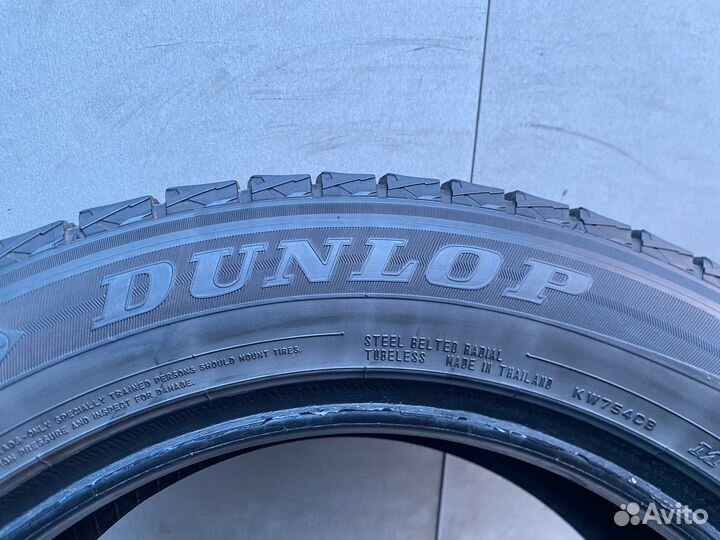 DUNLOP
ONLY SPECIALLY TRAINED PERSONS SHOULD MOUNT TIRES.
PRESSURE AND INSPECT FOR DAMAGE.
STEEL BELTED RADIAL
TUBELESS MADE IN THAILAND
KW754CB
Avito